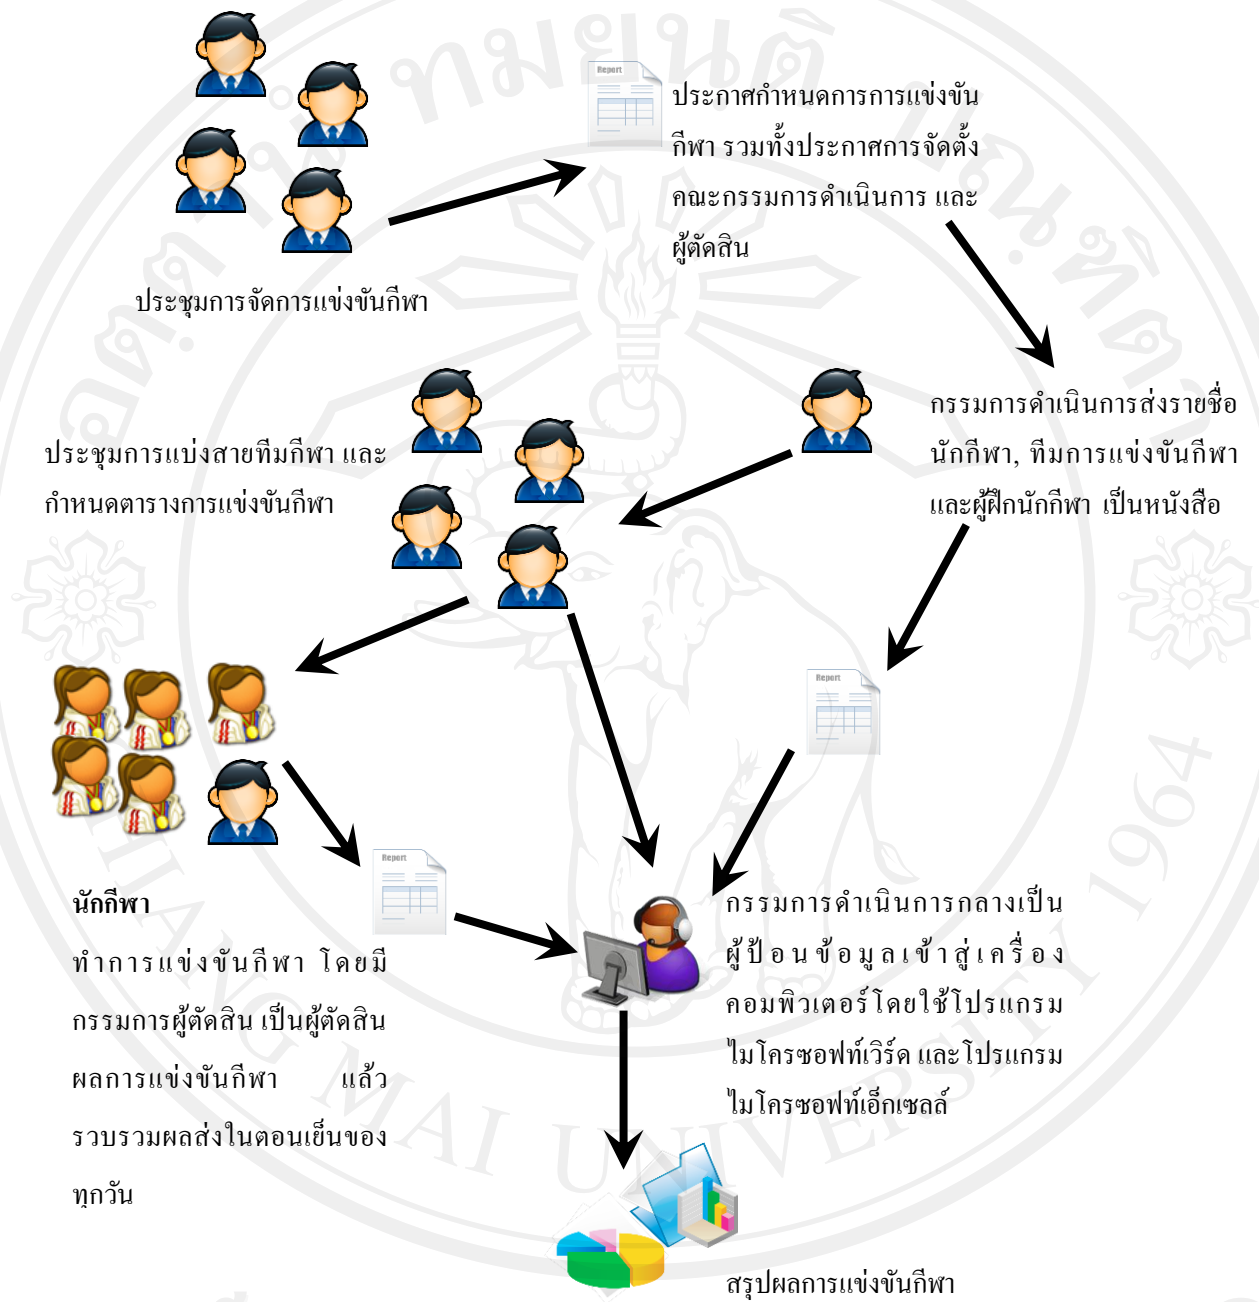 Report
ประกาศกำหนดการการแข่งขัน
กีฬา รวมทั้งประกาศการจัดตั้ง
คณะกรรมการดำเนินการ และ
ผู้ตัดสิน
ประชุมการจัดการแข่งขันกีฬา
กรรมการดำเนินการส่งรายชื่อ
นักกีฬา, ทีมการแข่งขันกีฬา
และผู้ฝึกนักกีฬา เป็นหนังสือ
ประชุมการแบ่งสายทีมกีฬา และ
กำหนดตารางการแข่งขันกีฬา
Report
Report
นักกีฬา
ทำการแข่งขันกีฬา โดยมี
กรรมการผู้ตัดสิน เป็นผู้ตัดสิน
ผลการแข่งขันกีฬา แล้ว
รวบรวมผลส่งในตอนเย็นของ
ทุกวัน
กรรมการดำเนินการกลางเป็น
ผู้ป้อนข้อมูลเข้าสู่เครื่อง
คอมพิวเตอร์โดยใช้โปรแกรม
ไมโครซอฟท์เวิร์ด และโปรแกรม
ไมโครซอฟท์เอ็กเซลล์
สรุปผลการแข่งขันกีฬา
CHIANG MAI UNIVERSITY 1964